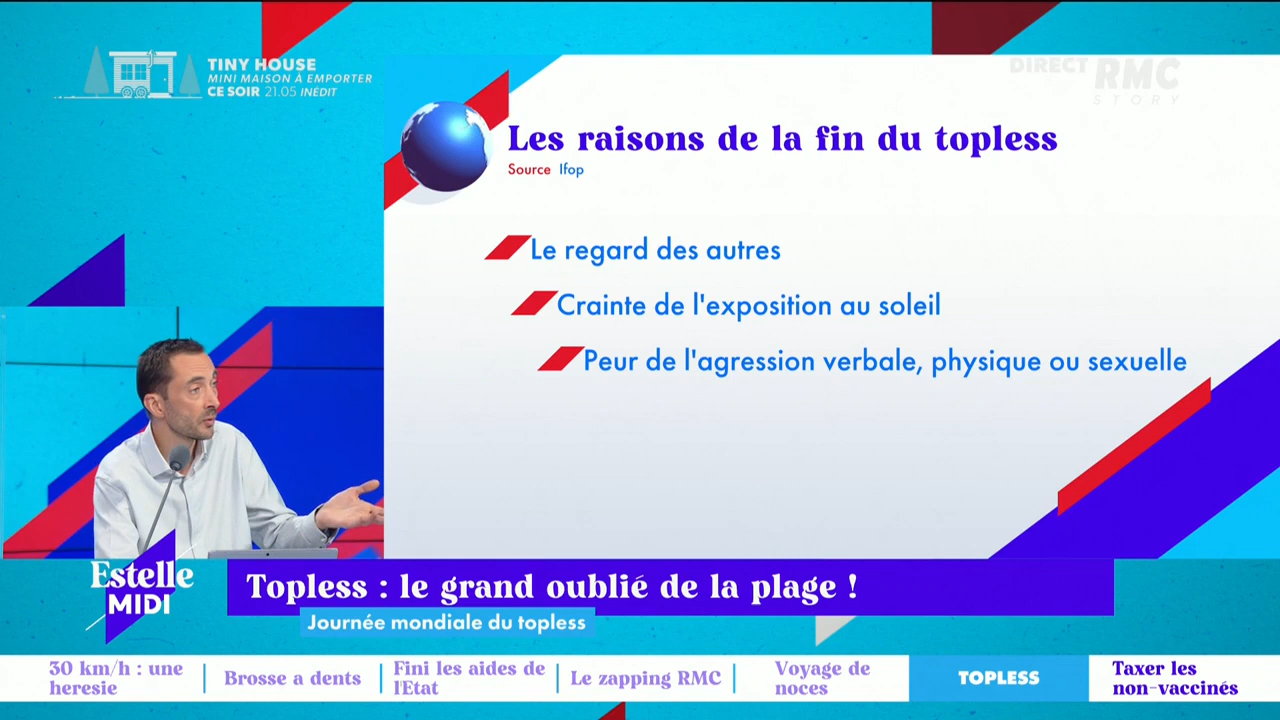 TINY HOUSE
MINI MAISON À EMPORTER
CE SOIR 21.05 INÉDIT
DIRECT RMC
STORY
Les raisons de la fin du topless
Source Ifop
Le regard des autres
Crainte de l'exposition au soleil
Peur de l'agression verbale, physique ou sexuelle
Estelle
MIDI
Topless : le grand oublié de la plage !
Journée mondiale du topless
30 km/h : une
heresie
Brosse a dents
Fini les aides de
l'Etat
Le zapping RMC
Voyage de
noces
TOPLESS
Taxer les
non-vaccinés